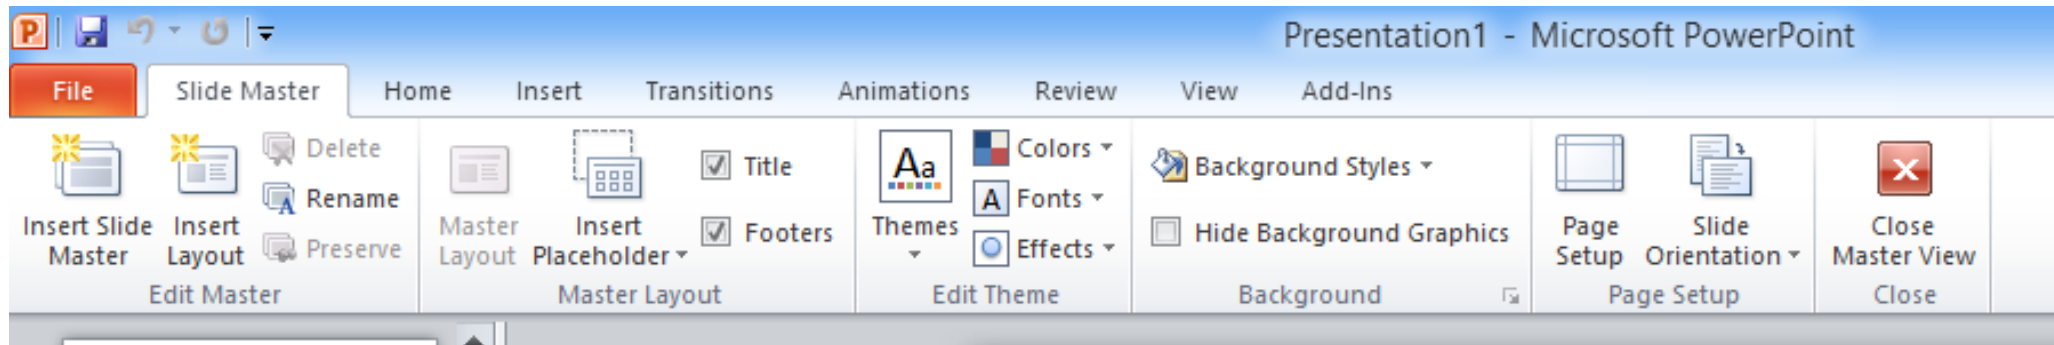 Presentation1 - Microsoft PowerPoint
File Slide Master Home Insert Transitions Animations Review View Add-Ins
Insert Slide Master
Insert Layout
Delete
Rename
Preserve
Edit Master
Master Layout
Insert Placeholder
Title
Footers
Master Layout
Aa
Themes
Colors
A Fonts
Effects
Edit Theme
Background Styles
Hide Background Graphics
Background
Page Setup
Slide Orientation
Page Setup
Close Master View
Close